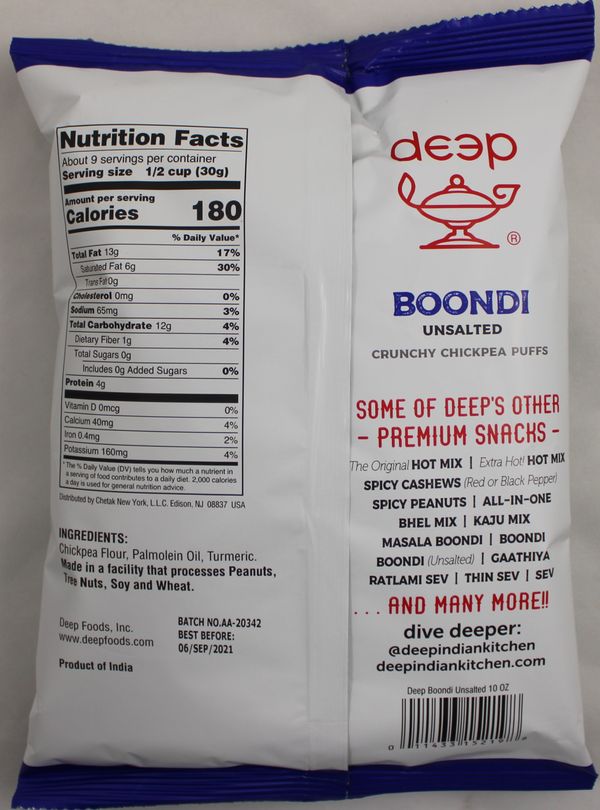 Nutrition Facts
About 9 servings per container
Serving size 1/2 cup (30g)
Amount per serving
Calories 180
% Daily Value*
Total Fat 13g 17%
Saturated Fat 6g 30%
Trans Fat 0g
Cholesterol 0mg 0%
Sodium 65mg 3%
Total Carbohydrate 12g 4%
Dietary Fiber 1g 4%
Total Sugars 0g
Includes 0g Added Sugars 0%
Protein 4g
Vitamin D 0mcg 0%
Calcium 40mg 4%
Iron 0.4mg 2%
Potassium 160mg 4%
*The % Daily Value (DV) tells you how much a nutrient in
a serving of food contributes to a daily diet. 2,000 calories
a day is used for general nutrition advice.
Distributed by Chetak New York, L.L.C. Edison, NJ 08837 USA
INGREDIENTS:
Chickpea Flour, Palmolein Oil, Turmeric.
Made in a facility that processes Peanuts,
Tree Nuts, Soy and Wheat.
Deep Foods, Inc.
www.deepfoods.com
BATCH NO.AA-20342
BEST BEFORE:
06/SEP/2021
Product of India
deep
®
BOONDI
UNSALTED
CRUNCHY CHICKPEA PUFFS
SOME OF DEEP'S OTHER
- PREMIUM SNACKS -
The Original HOT MIX | Extra Hot! HOT MIX
SPICY CASHEWS (Red or Black Pepper)
SPICY PEANUTS | ALL-IN-ONE
BHEL MIX | KAJU MIX
MASALA BOONDI | BOONDI
BOONDI (Unsalted) | GAATHIYA
RATLAMI SEV | THIN SEV | SEV
. . . AND MANY MORE!!
dive deeper:
@deepindiankitchen
deepindiankitchen.com
Deep Boondi Unsalted 10 OZ